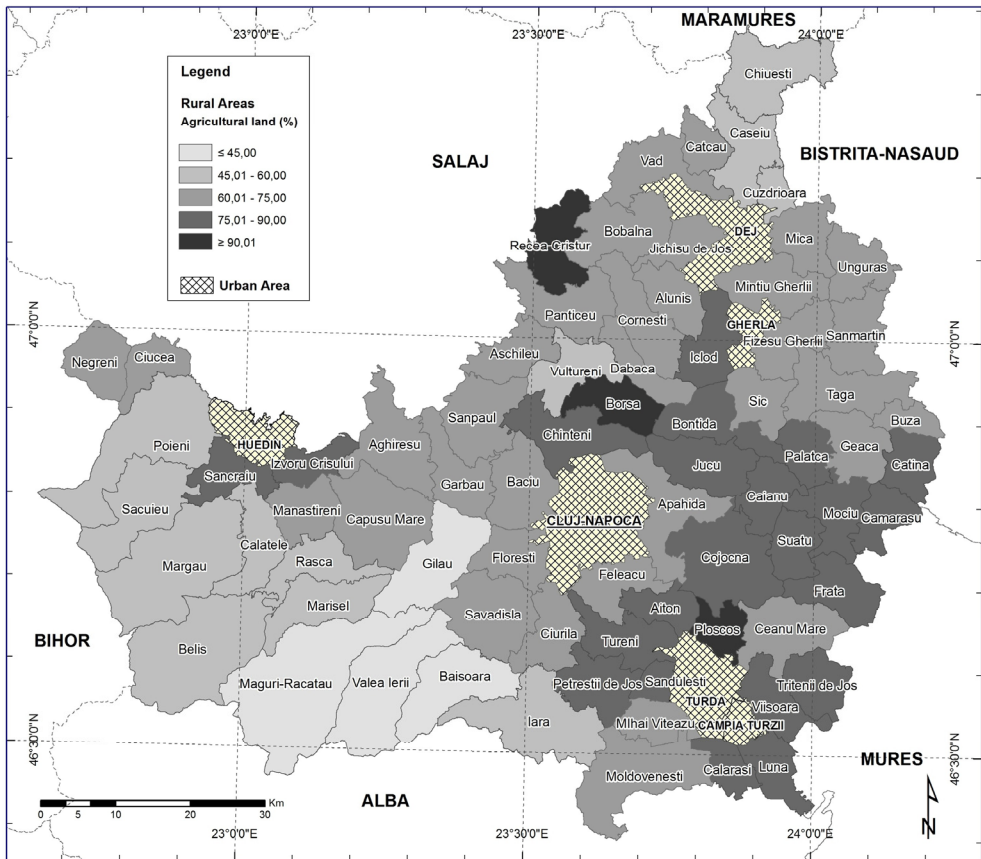 MARAMURES
23°0'0"E
23°30'0"E
24°0'0"E
Chiuesti
Legend
Rural Areas
Agricultural land (%)
≤ 45,00
45,01 - 60,00
60,01 - 75,00
75,01 - 90,00
≥ 90,01
Urban Area
Caseiu
Catcau
Vad
SALAJ
BISTRITA-NASAUD
Cuzdrioara
Bobalna
DEJ
Mica
Recea-Cristur
Jichisu de Jos
Unguras
Mintiu Gherlii
Alunis
Panticeu
Cornesti
GHERLA
Sanmartin
Fizesu Gherlii
47°0'0"N
47°0'0"N
Aschileu
Iclod
Ciucea
Negreni
Vultureni
Dabaca
Taga
Borsa
Sic
Sanpaul
Buza
Bontida
Chinteni
HUEDIN
Poieni
Aghiresu
Geaca
Palatca
Izvoru Crisului
Jucu
Catina
Sancraiu
Baciu
Garbau
Caianu
Apahida
Sacuieu
Manastireni
Mociu
Camarasu
Capusu Mare
CLUJ-NAPOCA
Suatu
Calatele
Cojocna
Floresti
Rasca
Gilau
Margau
Feleacu
Frata
Marisel
Aiton
Savadisla
Ploscos
Ceanu Mare
Ciurila
Tureni
BIHOR
Belis
Baisoara
Maguri-Racatau
Valea Ierii
Petrestii de Jos
Sandulesti
Tritenii de Jos
TURDA
Viisoara
Iara
MIhai Viteazu
CAMPIA TURZII
46°30'0"N
46°30'0"N
MURES
Calarasi
Luna
Moldovenesti
ALBA
Km
0 5 10 20 30
N
23°0'0"E
23°30'0"E
24°0'0"E